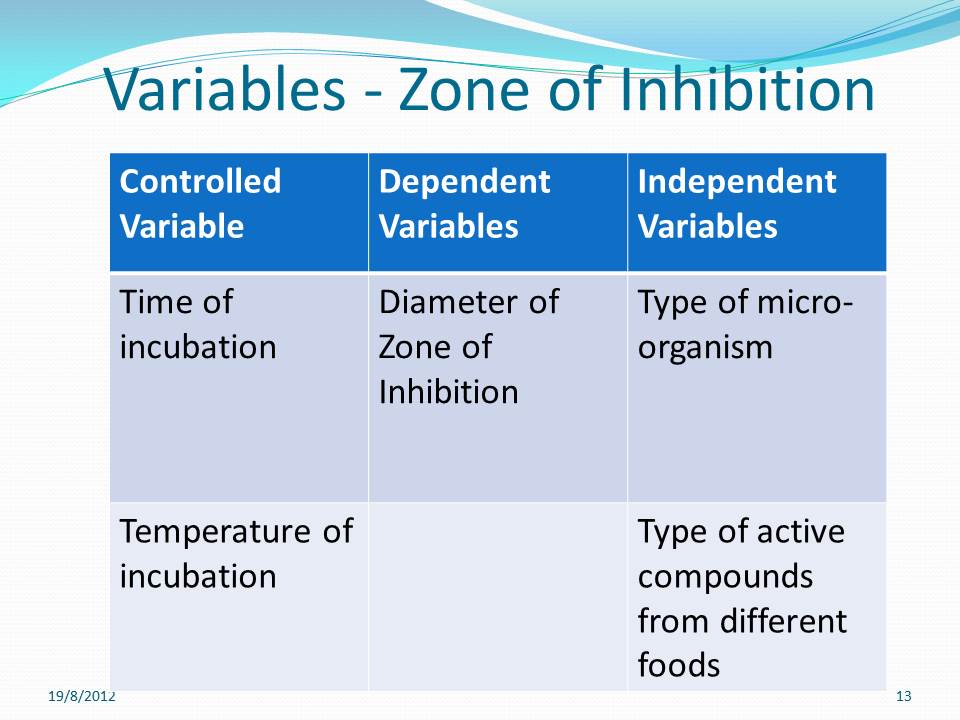 Variables - Zone of Inhibition
Controlled
Variable
Dependent
Variables
Independent
Variables
Time of
incubation
Diameter of
Zone of
Inhibition
Type of micro-
organism
Temperature of
incubation
Type of active
compounds
from different
foods
19/8/2012
13